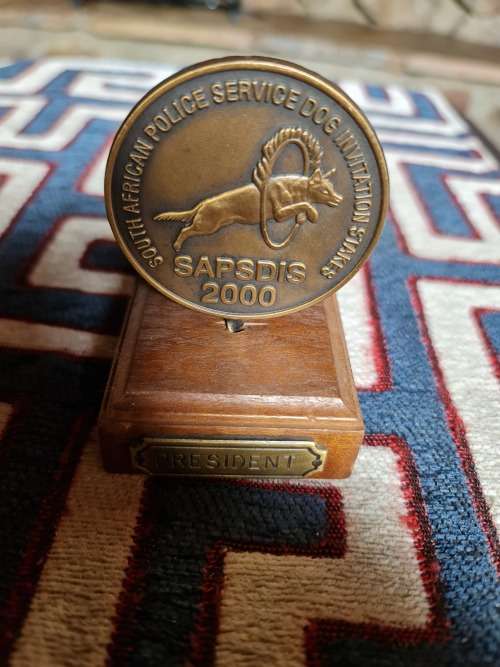 SOUTH AFRICAN POLICE SERVICE DOG INVITATION STAKES
SAPSDiS
2000
PRESIDENT